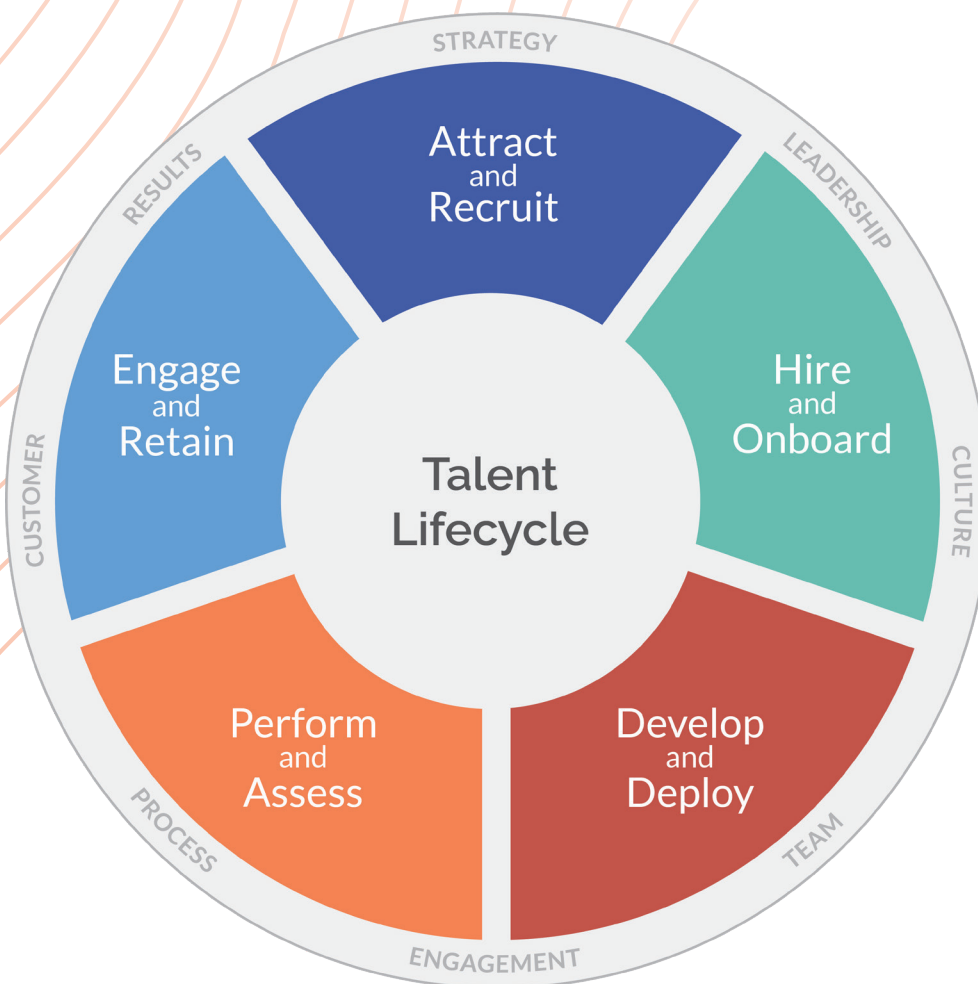 STRATEGY
LEADERSHIP
CULTURE
TEAM
ENGAGEMENT
PROCESS
CUSTOMER
RESULTS
Attract
and
Recruit
Hire
and
Onboard
Develop
and
Deploy
Perform
and
Assess
Engage
and
Retain
Talent
Lifecycle